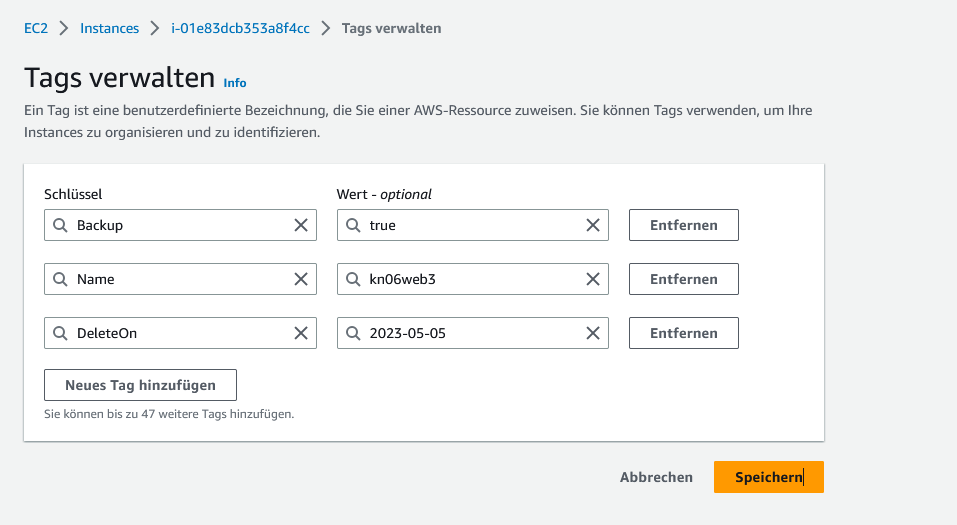 EC2 > Instances > i-01e83dcb353a8f4cc > Tags verwalten
Tags verwalten Info
Ein Tag ist eine benutzerdefinierte Bezeichnung, die Sie einer AWS-Ressource zuweisen. Sie können Tags verwenden, um Ihre
Instances zu organisieren und zu identifizieren.
Schlüssel Wert - optional
Backup true Entfernen
Name kn06web3 Entfernen
DeleteOn 2023-05-05 Entfernen
Neues Tag hinzufügen
Sie können bis zu 47 weitere Tags hinzufügen.
Abbrechen Speichern